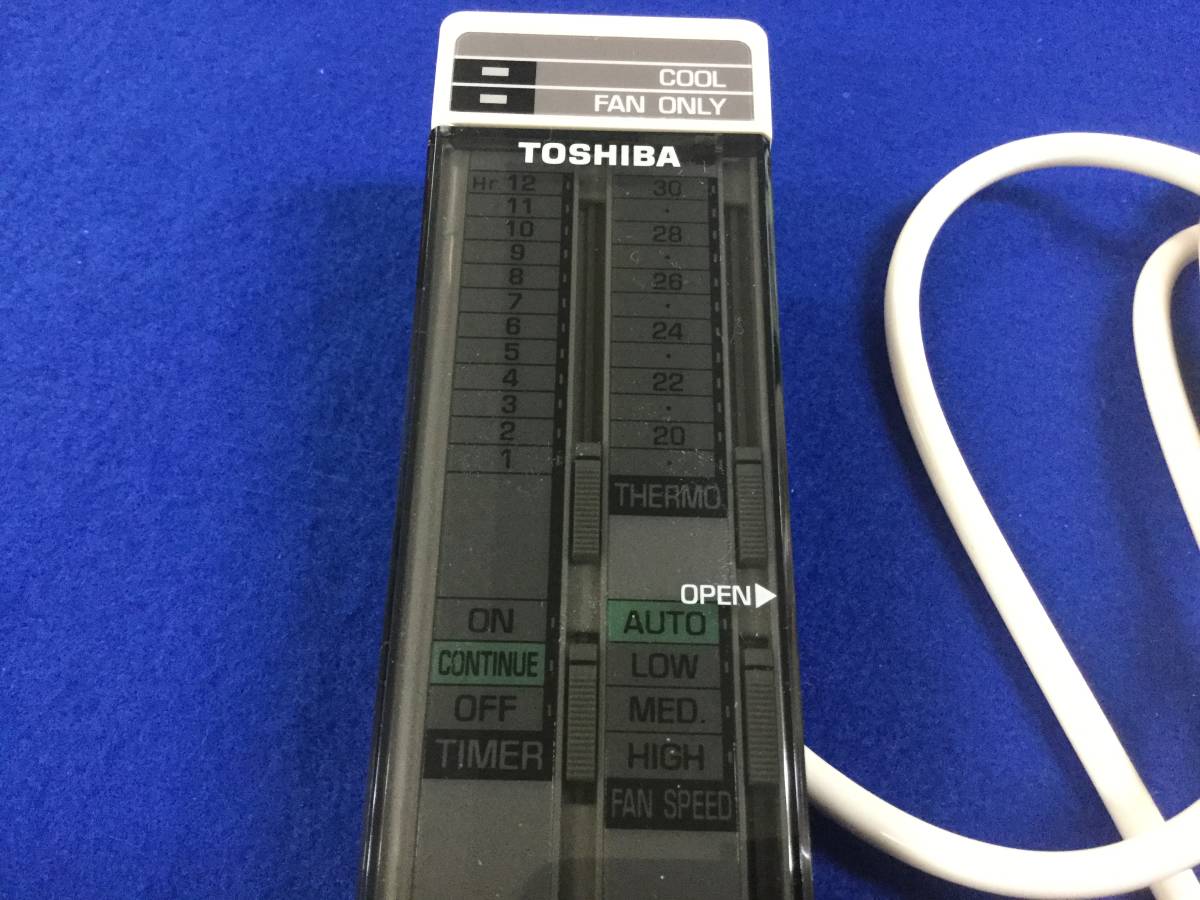 COOL
FAN ONLY
TOSHIBA
Hr 12
11
10
9
8
7
6
5
4
3
2
1
30
28
26
24
22
20
THERMO.
OPEN▶
ON
CONTINUE
OFF
TIMER
AUTO
LOW
MED.
HIGH
FAN SPEED